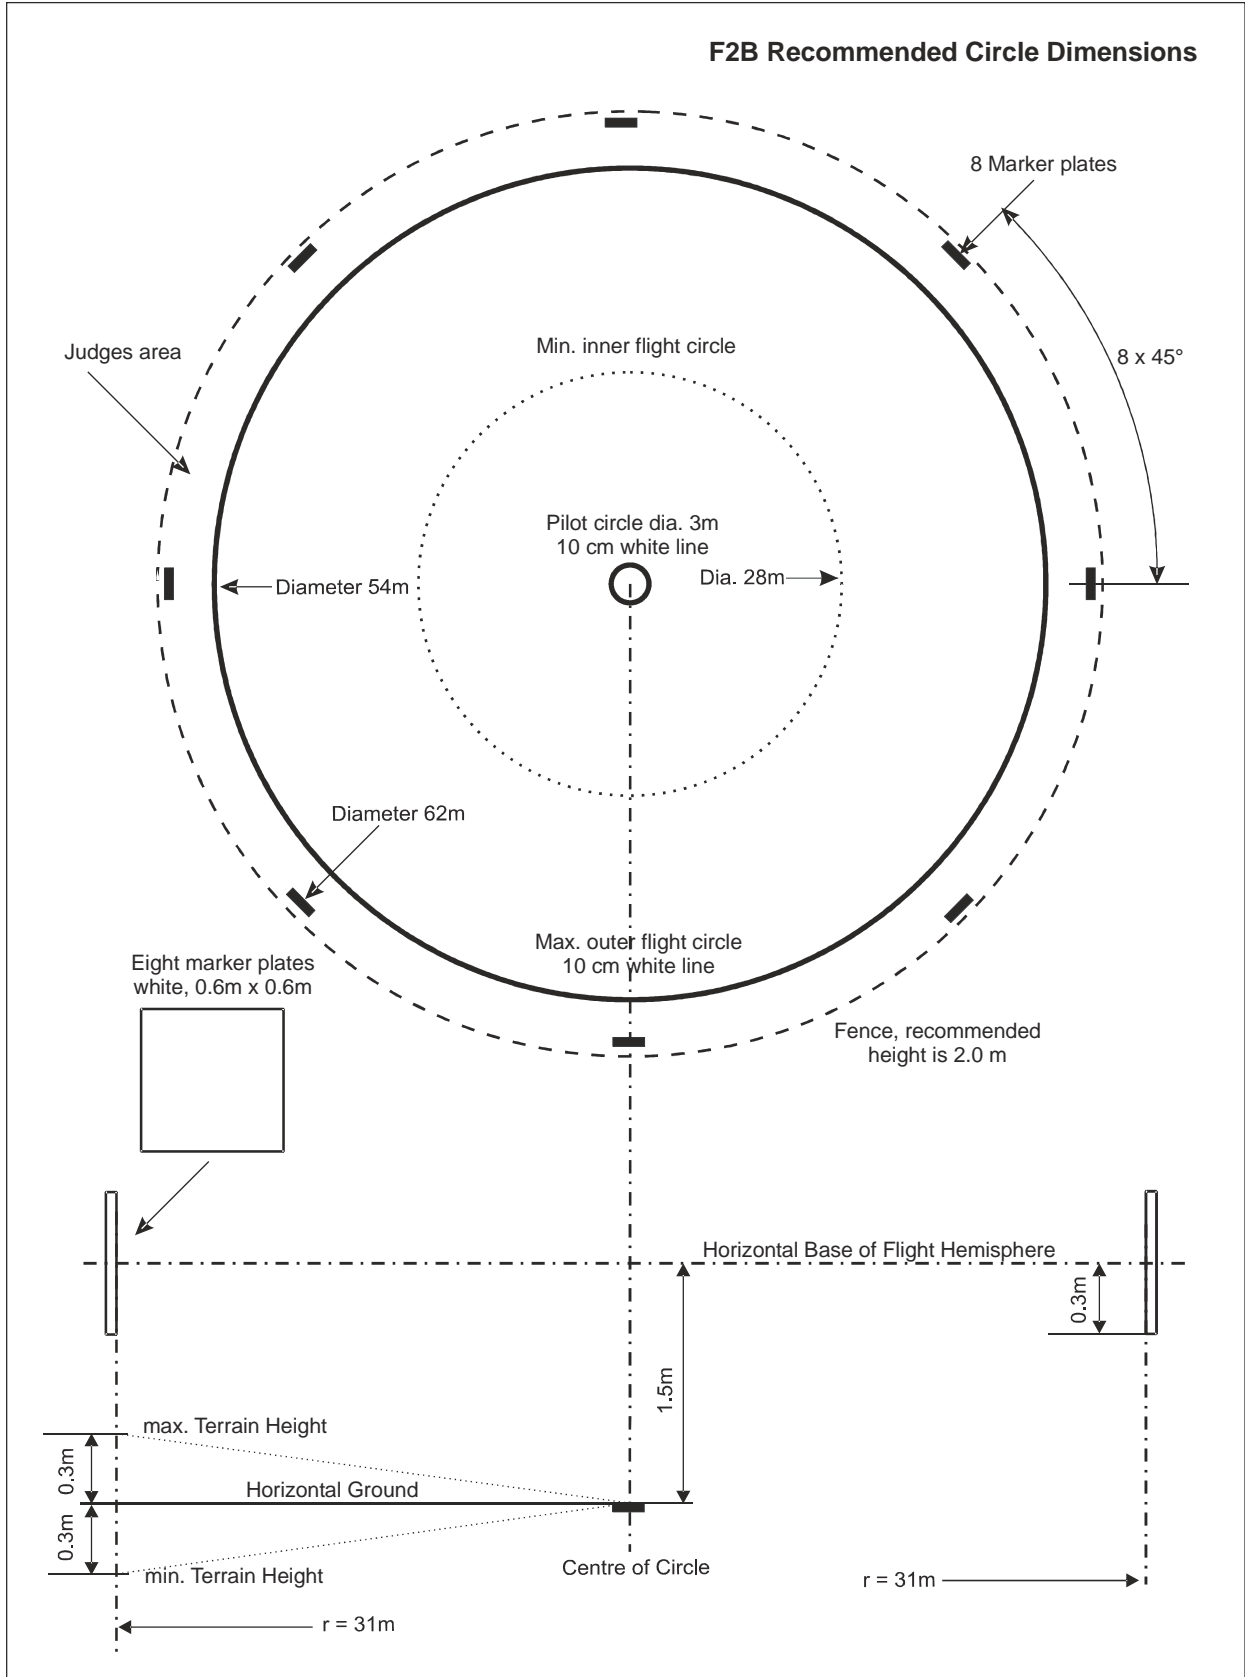 F2B Recommended Circle Dimensions
8 Marker plates
Judges area
Min. inner flight circle
8 x 45°
Pilot circle dia. 3m
10 cm white line
Diameter 54m
Dia. 28m
Diameter 62m
Max. outer flight circle
10 cm white line
Eight marker plates
white, 0.6m x 0.6m
Fence, recommended
height is 2.0 m
Horizontal Base of Flight Hemisphere
0.3m
1.5m
max. Terrain Height
0.3m
Horizontal Ground
0.3m
min. Terrain Height
Centre of Circle
r = 31m
r = 31m